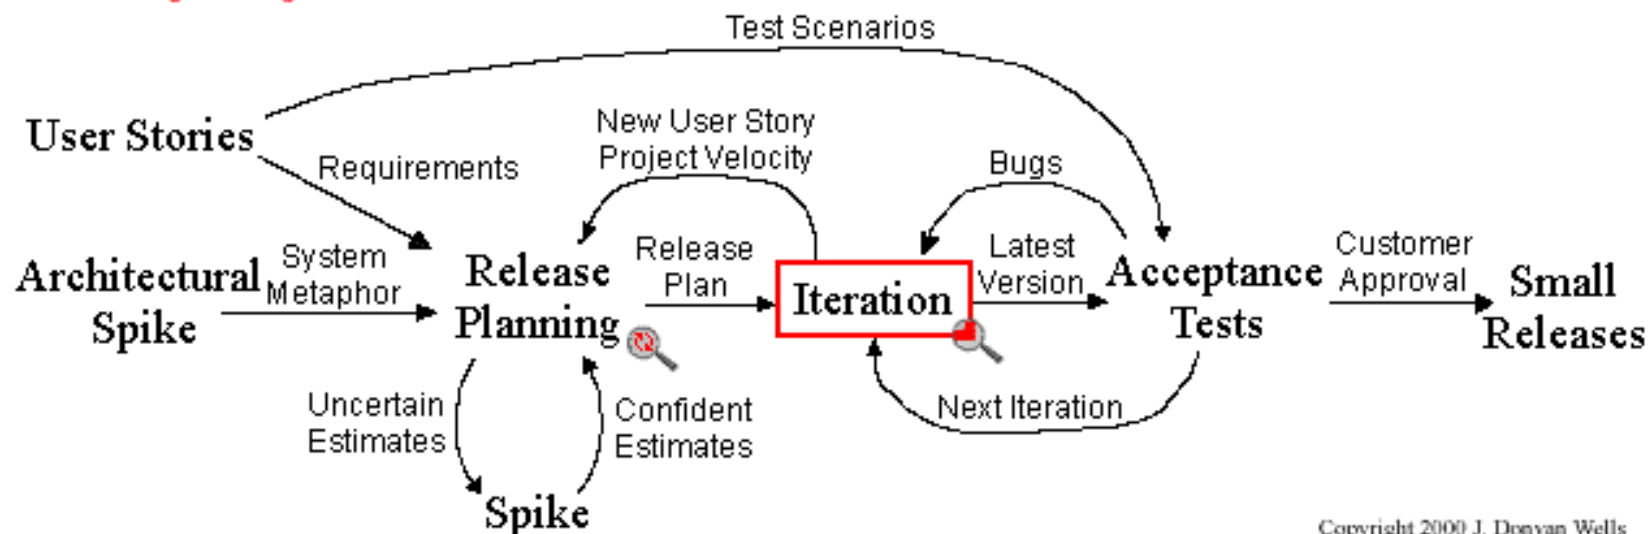 Test Scenarios
User Stories
New User Story
Project Velocity
Requirements
Bugs
Architectural
Spike
System
Metaphor
Release
Planning
Release
Plan
Iteration
Latest
Version
Acceptance
Tests
Customer
Approval
Small
Releases
Uncertain
Estimates
Confident
Estimates
Next Iteration
Spike
Copyright 2000 J. Donvan Wells